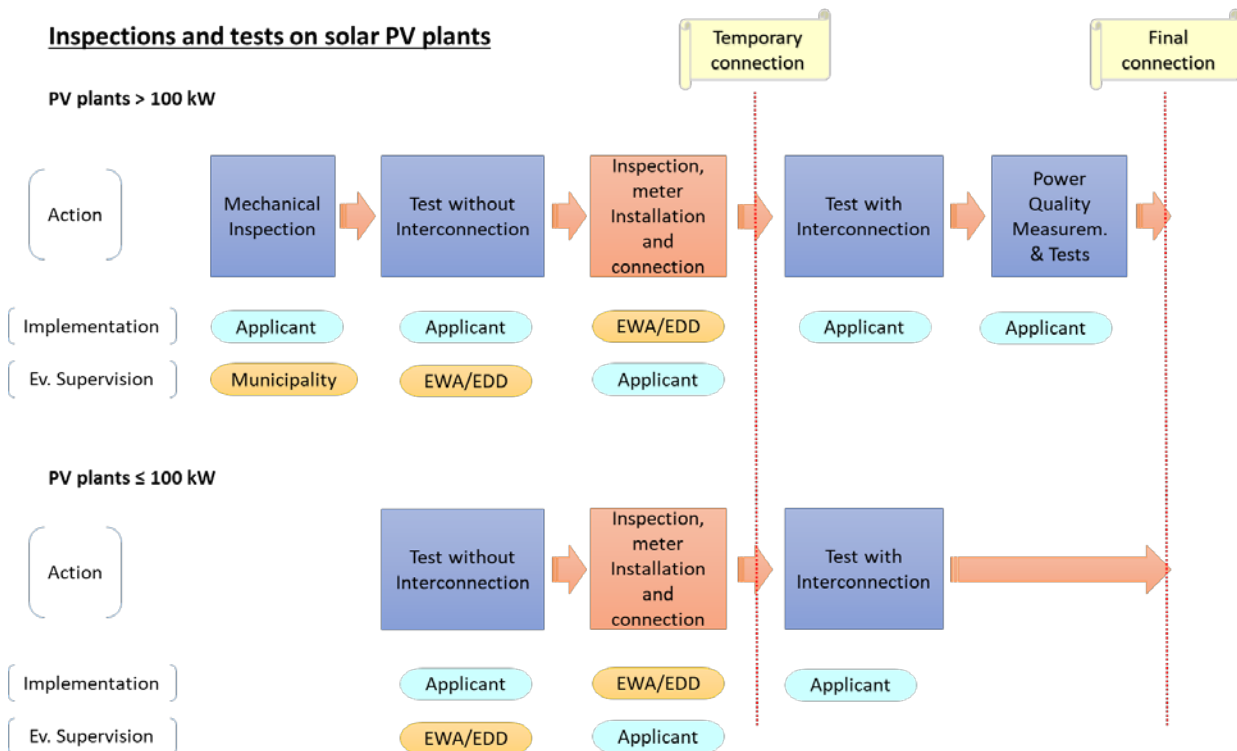 Inspections and tests on solar PV plants
Temporary
connection
Final
connection
PV plants > 100 kW
Action
Mechanical
Inspection
Test without
Interconnection
Inspection,
meter
Installation
and
connection
Test with
Interconnection
Power
Quality
Measurem.
& Tests
Implementation
Applicant
Applicant
EWA/EDD
Applicant
Applicant
Ev. Supervision
Municipality
EWA/EDD
Applicant
PV plants ≤ 100 kW
Action
Test without
Interconnection
Inspection,
meter
Installation
and
connection
Test with
Interconnection
Implementation
Applicant
EWA/EDD
Applicant
Ev. Supervision
EWA/EDD
Applicant